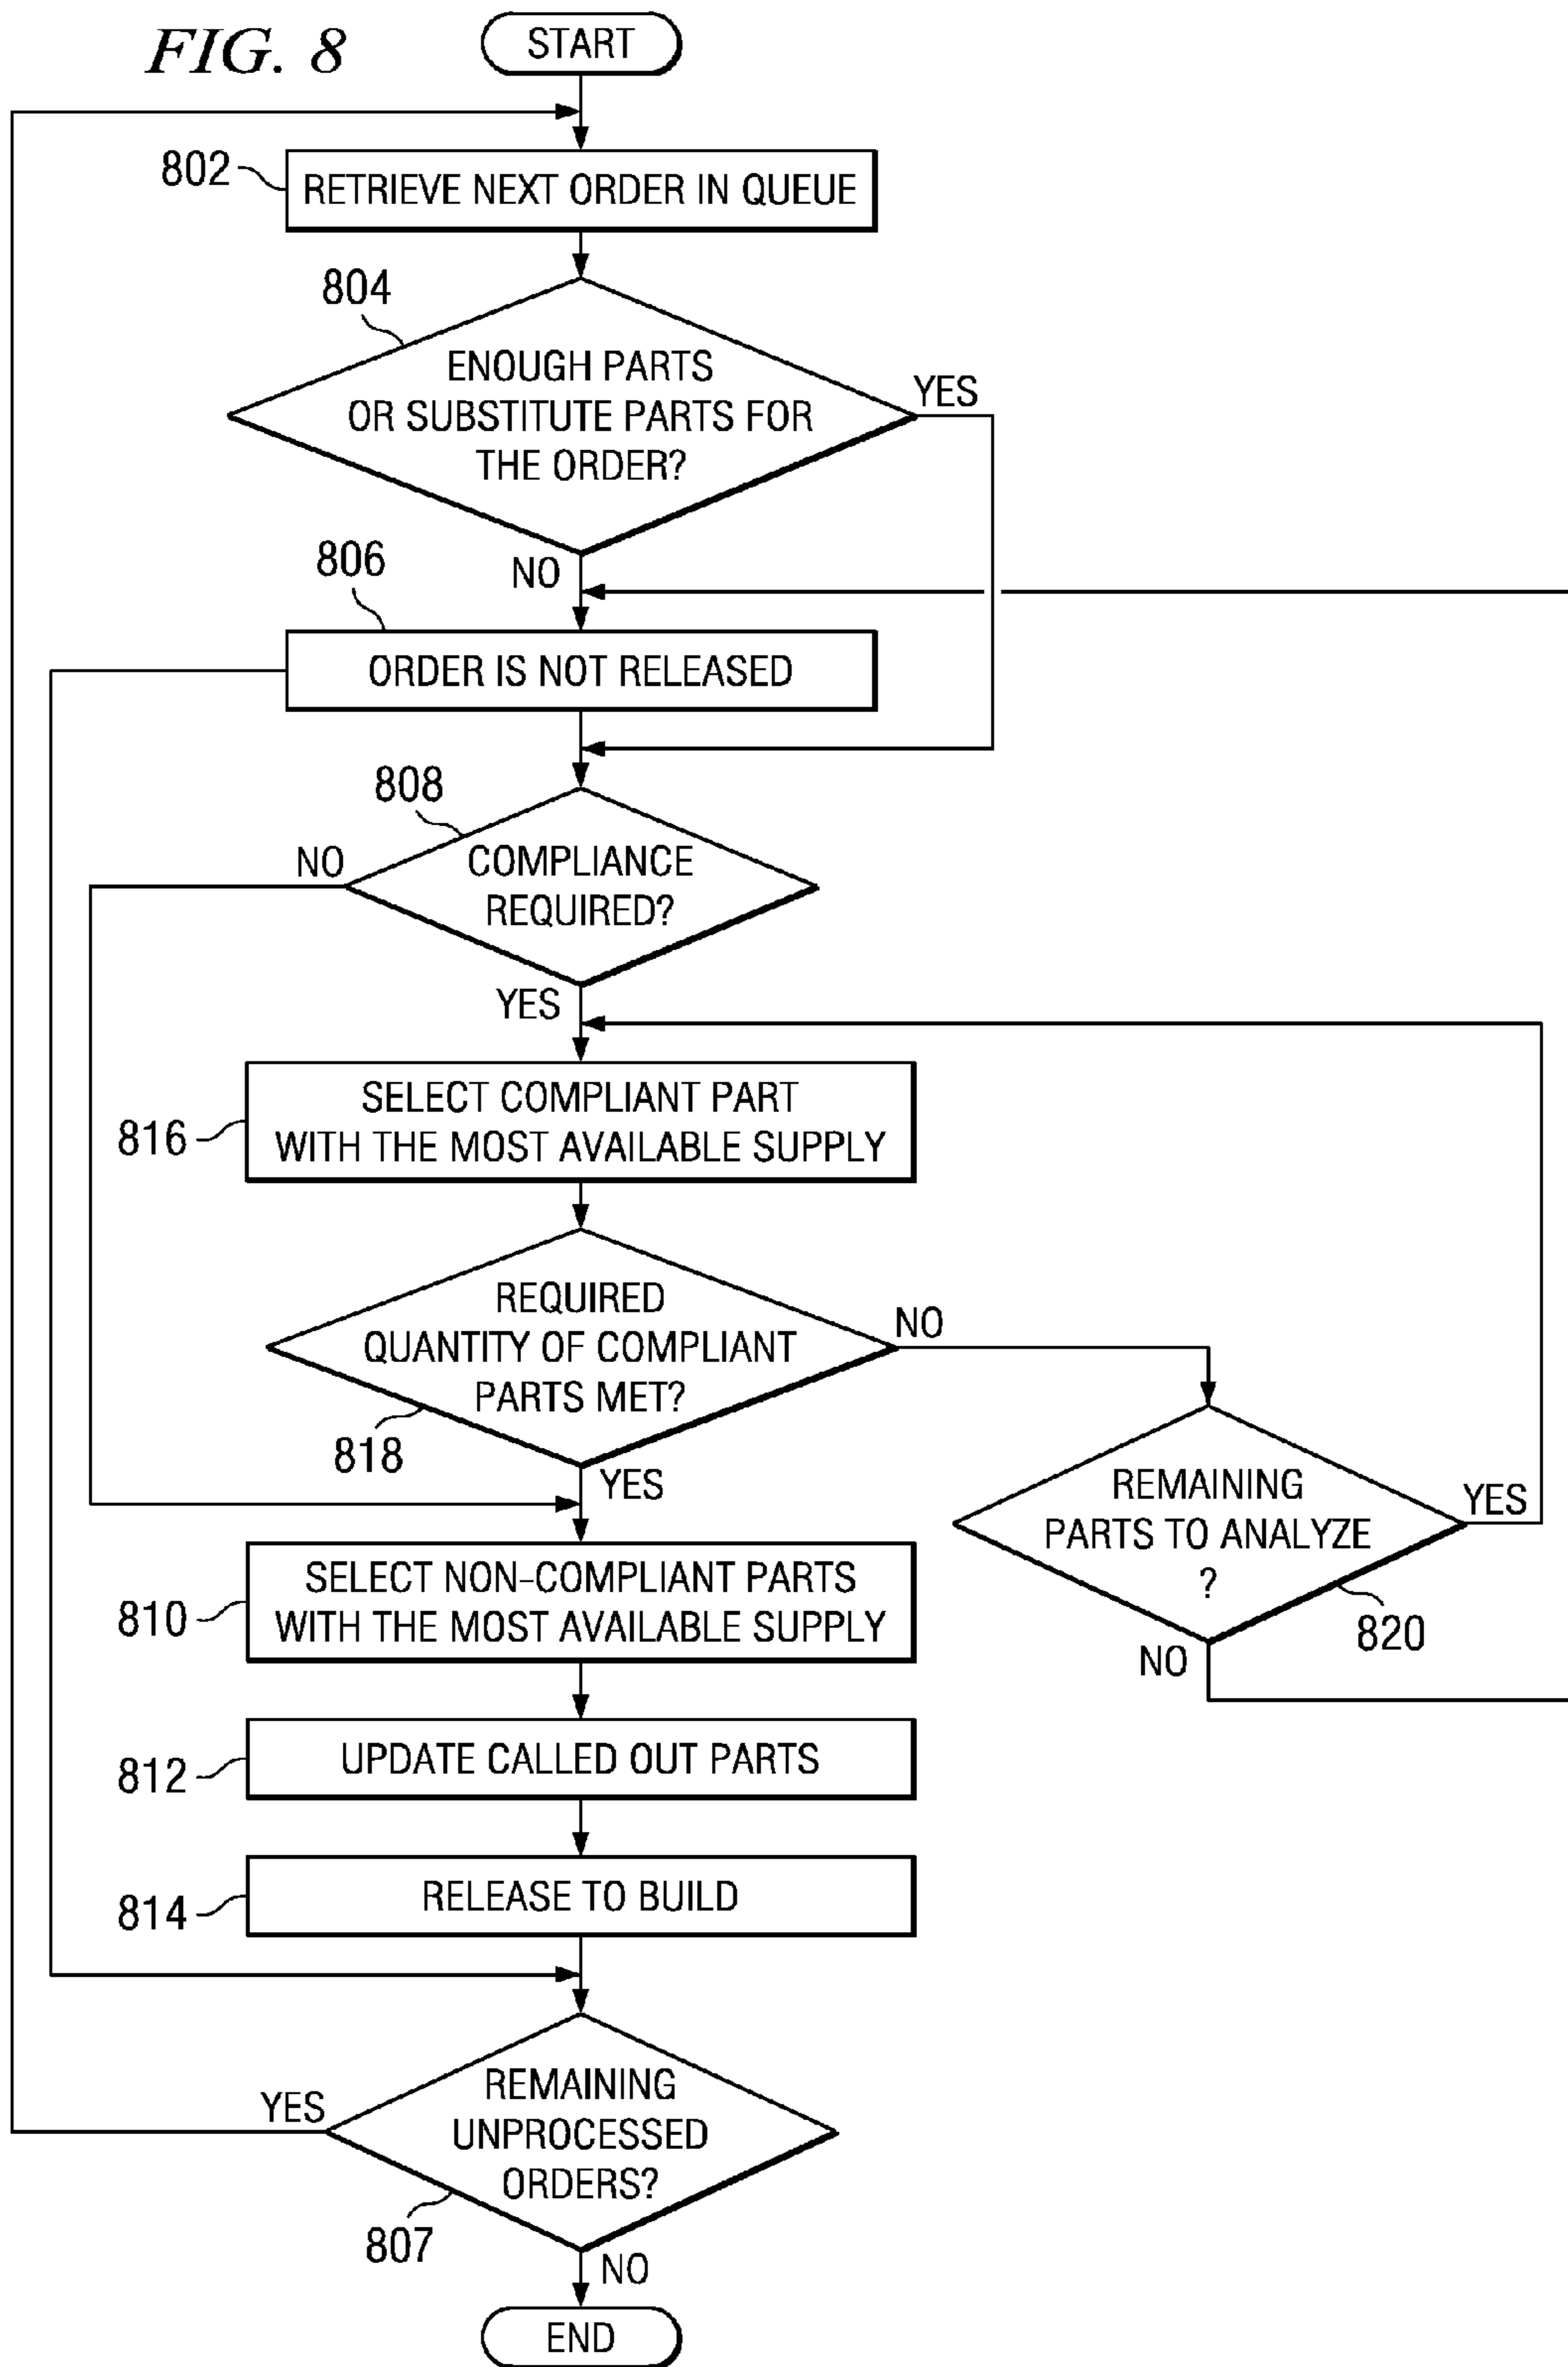 FIG. 8
START
802
RETRIEVE NEXT ORDER IN QUEUE
804
ENOUGH PARTS
OR SUBSTITUTE PARTS FOR
THE ORDER?
YES
NO
806
ORDER IS NOT RELEASED
808
NO
COMPLIANCE
REQUIRED?
YES
816
SELECT COMPLIANT PART
WITH THE MOST AVAILABLE SUPPLY
REQUIRED
QUANTITY OF COMPLIANT
PARTS MET?
NO
818
YES
REMAINING
PARTS TO ANALYZE
?
YES
820
NO
810
SELECT NON-COMPLIANT PARTS
WITH THE MOST AVAILABLE SUPPLY
812
UPDATE CALLED OUT PARTS
814
RELEASE TO BUILD
YES
REMAINING
UNPROCESSED
ORDERS?
807
NO
END